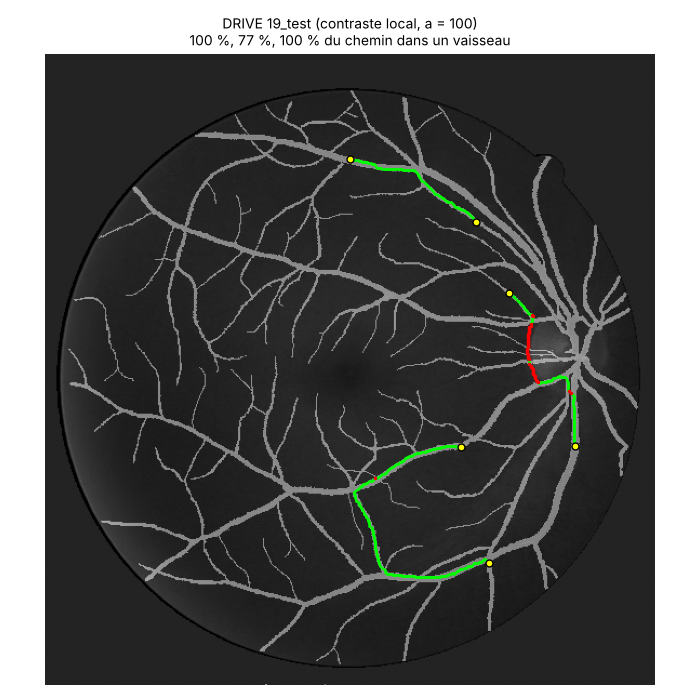 DRIVE 19_test (contraste local, a = 100)
100 %, 77 %, 100 % du chemin dans un vaisseau